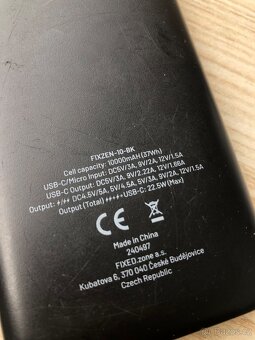 FIXZEN-10-BK
Cell capacity: 10000mAH (37Wh)
USB-C/Micro Input: DC5V/3A, 9V/2A, 12V/1.5A
USB-C Output: DC5V/3A, 9V/2.22A, 12V/1.66A
Output: ⚡/⚡⚡ DC4.5V/5A, 5V/4.5A, 5V/3A, 9V/2A, 12V/1.5A
Output (Total) ⚡⚡+⚡+USB-C: 22.5W(Max)
CE
Made in China
240497
FIXED.zone a.s.
Kubatova 6, 370 040 České Budějovice
Czech Republic